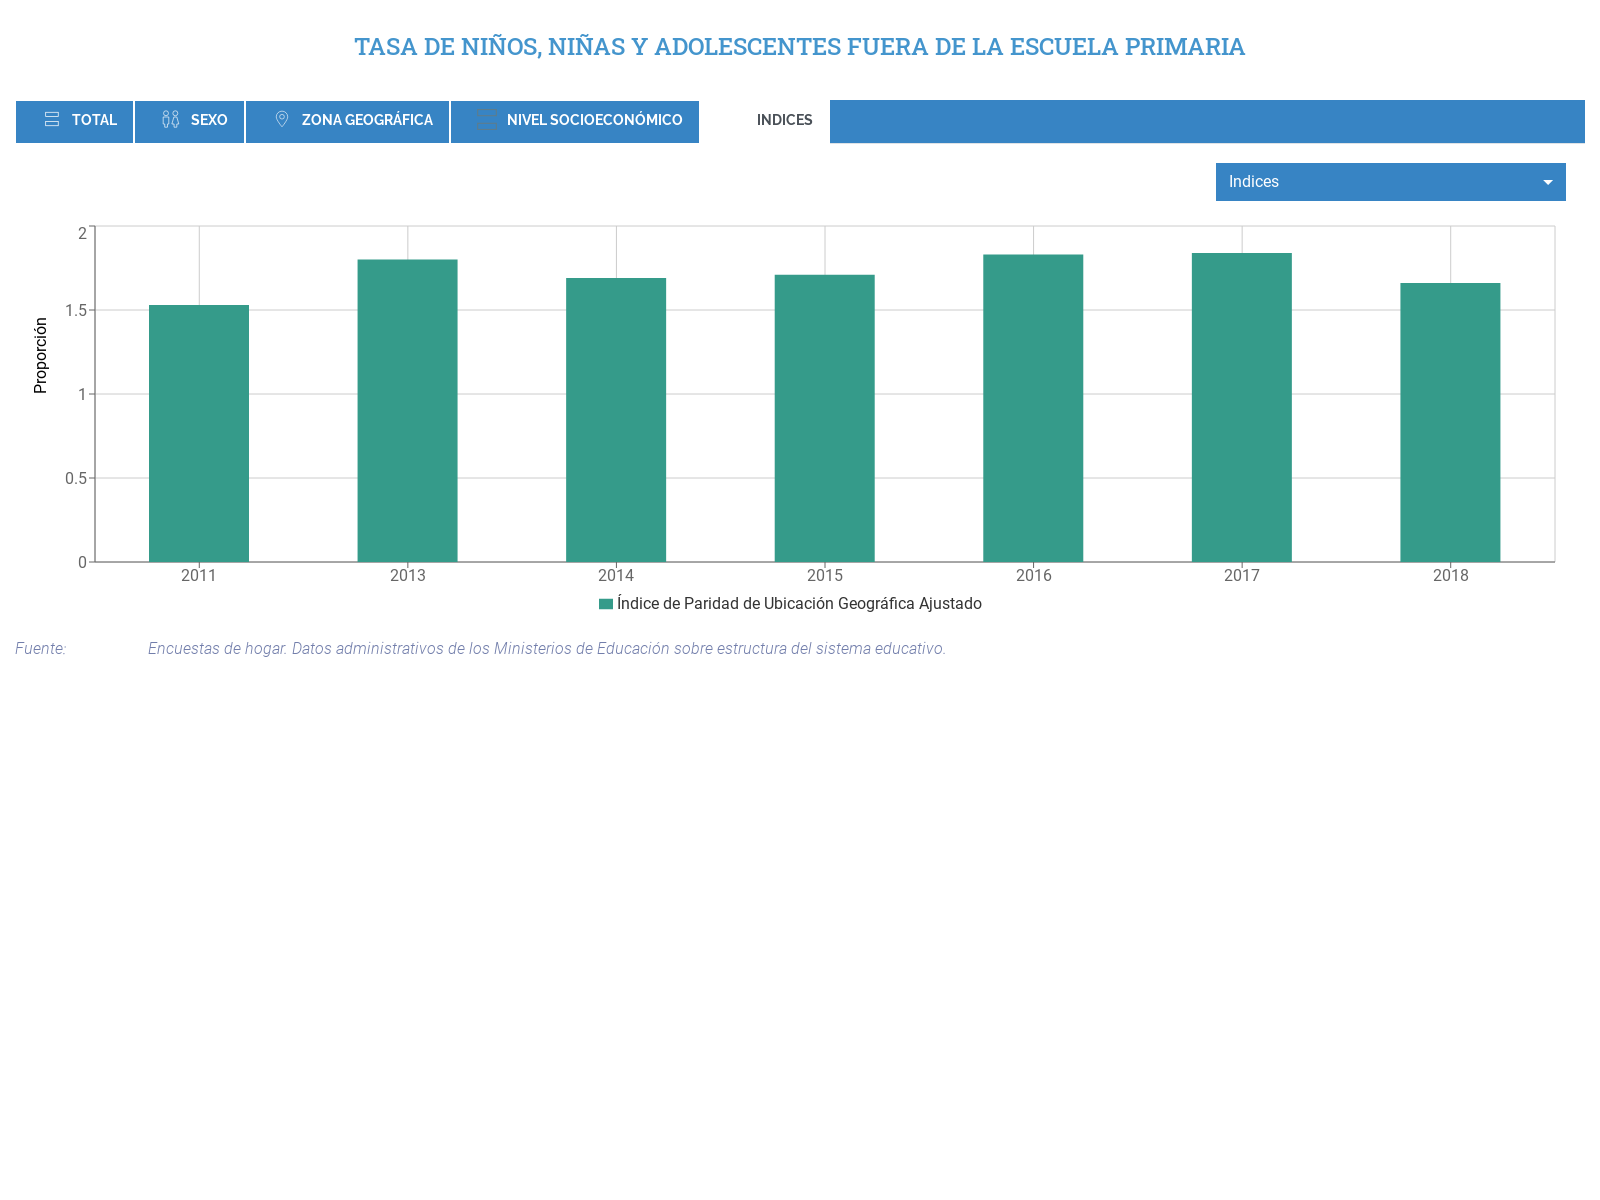 TASA DE NIÑOS, NIÑAS Y ADOLESCENTES FUERA DE LA ESCUELA PRIMARIA
TOTAL SEXO ZONA GEOGRÁFICA NIVEL SOCIOECONÓMICO INDICES
Indices
2
1.5
1
0.5
0
Proporción
2011 2013 2014 2015 2016 2017 2018
Índice de Paridad de Ubicación Geográfica Ajustado
Fuente: Encuestas de hogar. Datos administrativos de los Ministerios de Educación sobre estructura del sistema educativo.